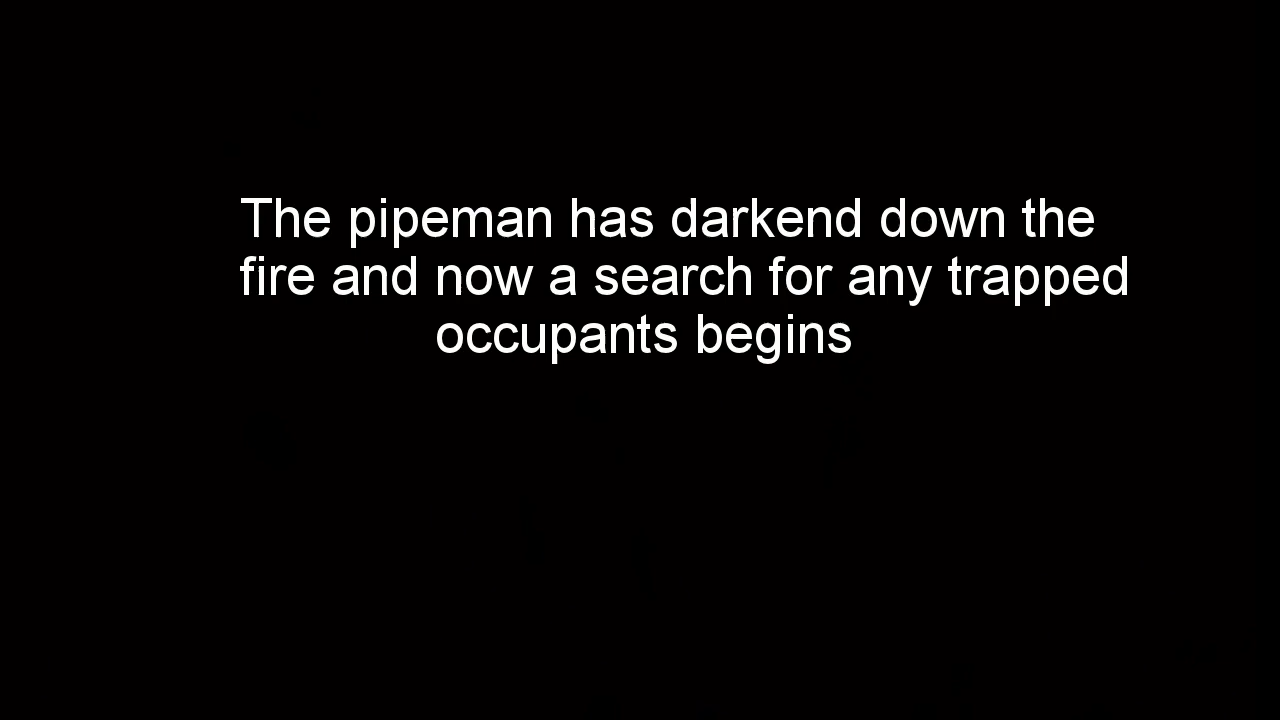 The pipeman has darkend down the
fire and now a search for any trapped
occupants begins